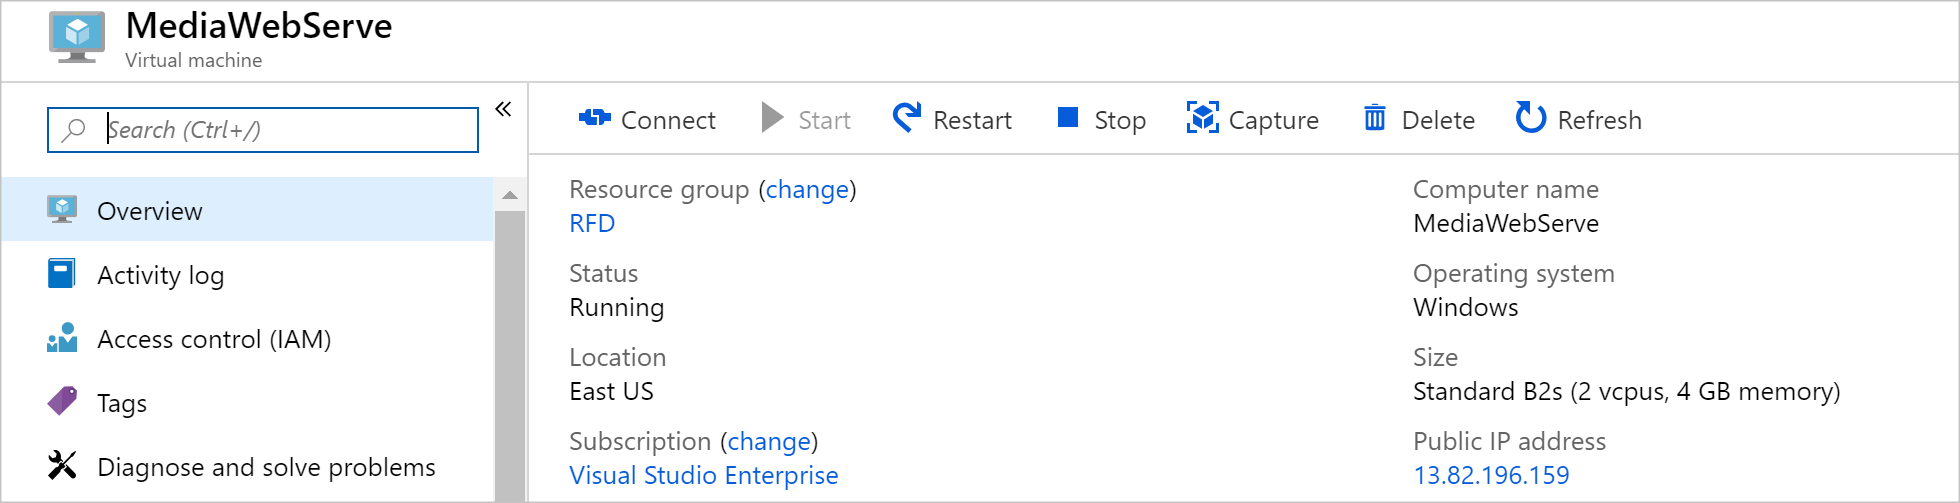 MediaWebServe
Virtual machine
Search (Ctrl+/)
«
Overview
Activity log
Access control (IAM)
Tags
Diagnose and solve problems
Connect Start Restart Stop Capture Delete Refresh
Resource group (change)
RFD
Status
Running
Location
East US
Subscription (change)
Visual Studio Enterprise
Computer name
MediaWebServe
Operating system
Windows
Size
Standard B2s (2 vcpus, 4 GB memory)
Public IP address
13.82.196.159